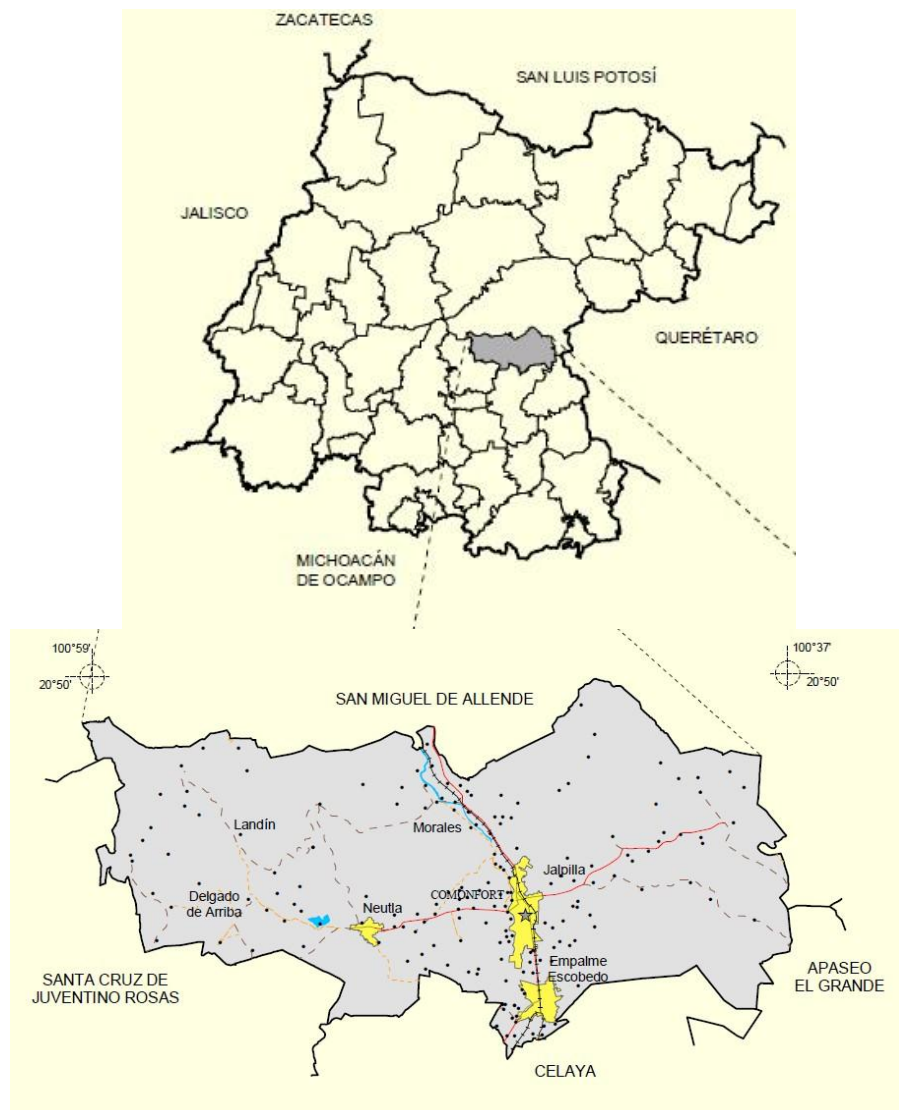 ZACATECAS
SAN LUIS POTOSÍ
JALISCO
QUERÉTARO
MICHOACÁN
DE OCAMPO
100°59'
20°50'
100°37'
20°50'
SAN MIGUEL DE ALLENDE
Landín
Morales
Jalpilla
Delgado
de Arriba
Neutla
COMONFORT
Empalme
Escobedo
SANTA CRUZ DE
JUVENTINO ROSAS
APASEO
EL GRANDE
CELAYA